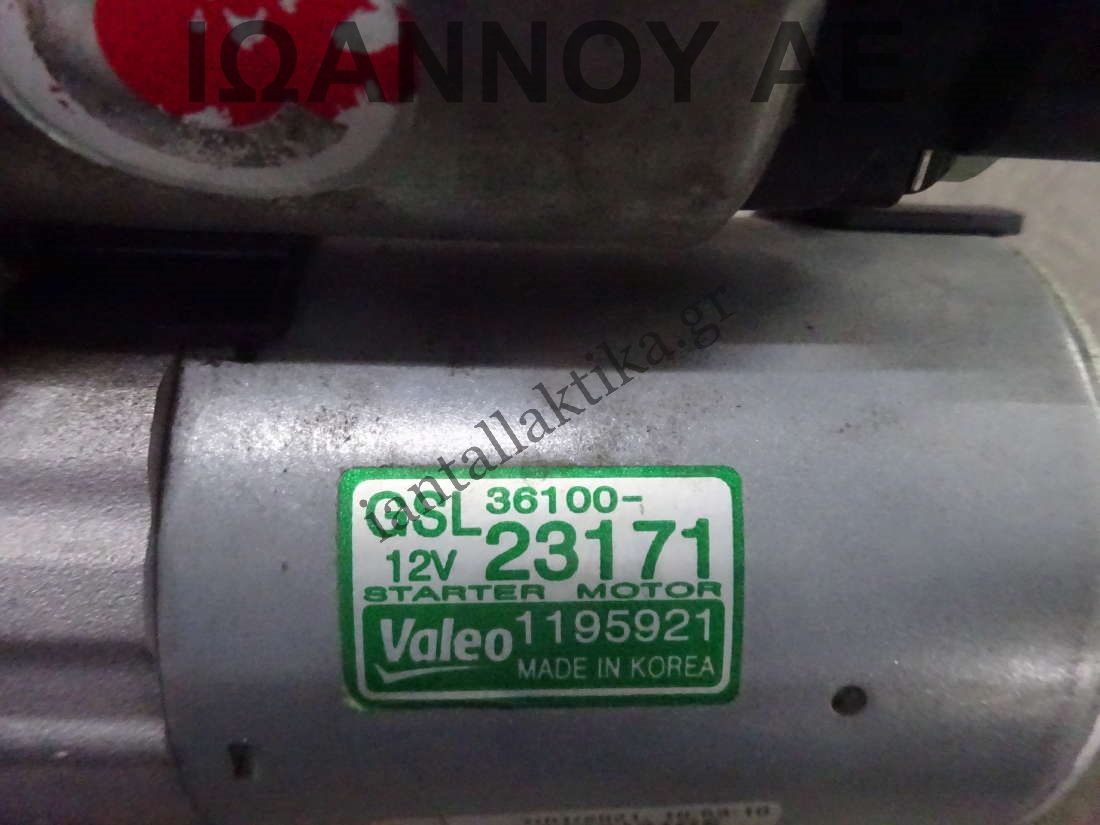 ΙΩΑΝΝΟΥ ΑΕ
iantallaktika.gr
GSL 36100-
12V 23171
STARTER MOTOR
Valeo 1195921
MADE IN KOREA